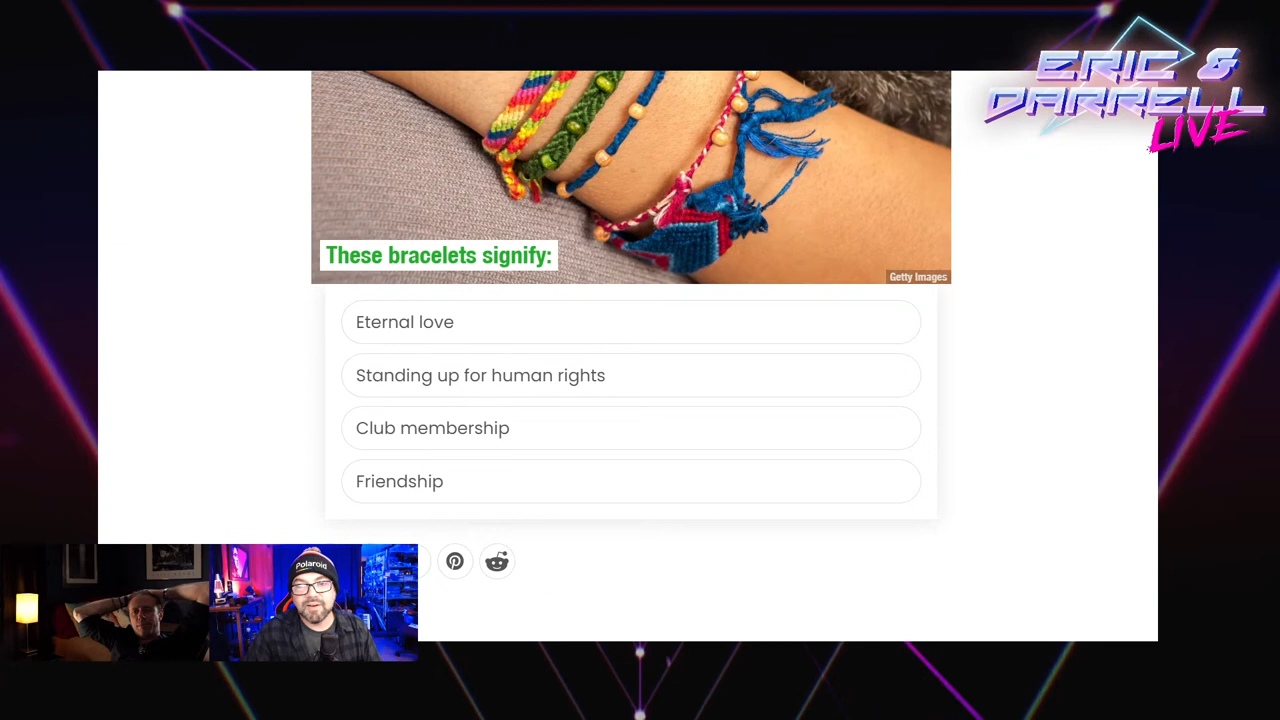 ERIC &
DARRELL
LIVE
These bracelets signify:
Getty Images
Eternal love
Standing up for human rights
Club membership
Friendship
Polaroid